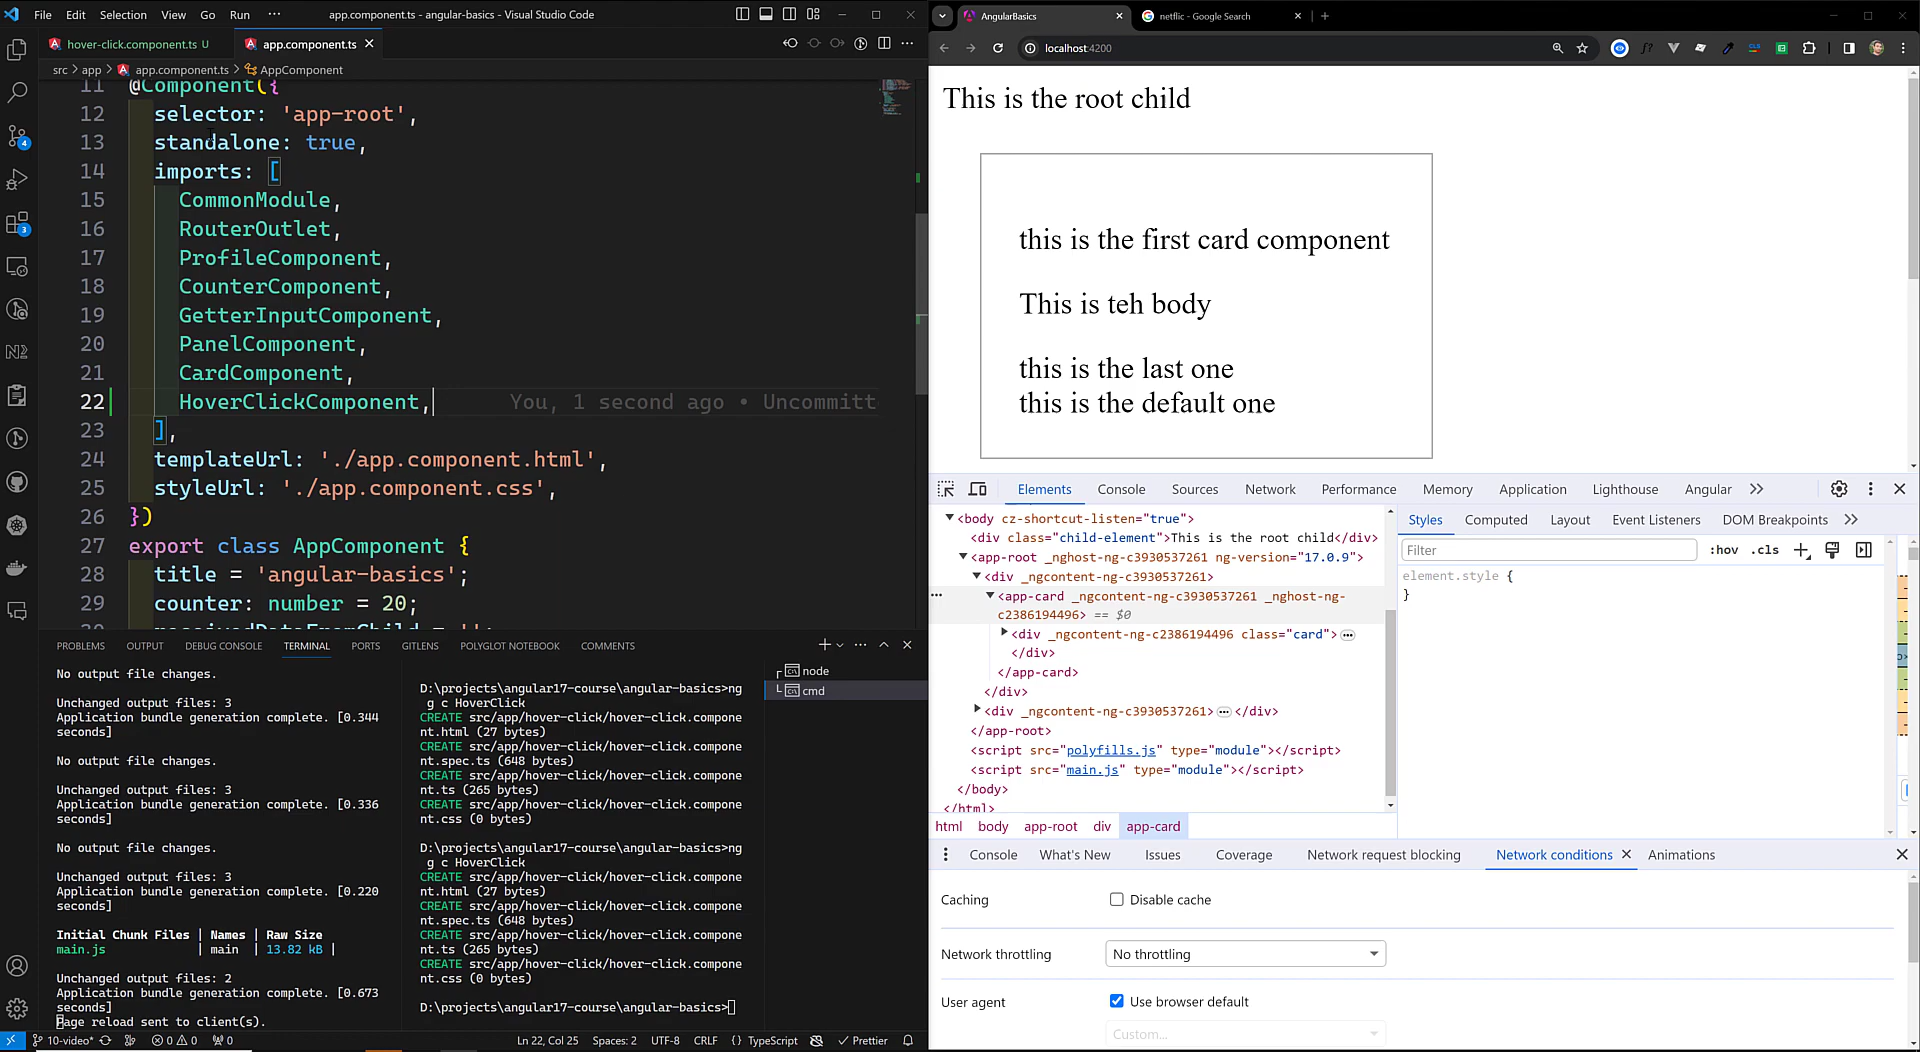 File Edit Selection View Go Run ··· app.component.ts - angular-basics - Visual Studio Code
hover-click.component.ts U app.component.ts
src > app > app.component.ts > AppComponent
11 @Component({
12 selector: 'app-root',
13 standalone: true,
14 imports: [
15 CommonModule,
16 RouterOutlet,
17 ProfileComponent,
18 CounterComponent,
19 GetterInputComponent,
20 PanelComponent,
21 CardComponent,
22 HoverClickComponent, You, 1 second ago • Uncommitt
23 ],
24 templateUrl: './app.component.html',
25 styleUrl: './app.component.css',
26 })
27 export class AppComponent {
28 title = 'angular-basics';
29 counter: number = 20;
30 receivedDataFromChild = '';
PROBLEMS OUTPUT DEBUG CONSOLE TERMINAL PORTS GITLENS POLYGLOT NOTEBOOK COMMENTS
No output file changes.
Unchanged output files: 3
Application bundle generation complete. [0.344
seconds]
No output file changes.
Unchanged output files: 3
Application bundle generation complete. [0.336
seconds]
No output file changes.
Unchanged output files: 3
Application bundle generation complete. [0.220
seconds]
Initial Chunk Files | Names | Raw Size
main.js | main | 13.82 kB |
Unchanged output files: 2
Application bundle generation complete. [0.673
seconds]
Page reload sent to client(s).
D:\projects\angular17-course\angular-basics>ng
g c HoverClick
CREATE src/app/hover-click/hover-click.compone
nt.html (27 bytes)
CREATE src/app/hover-click/hover-click.compone
nt.spec.ts (648 bytes)
CREATE src/app/hover-click/hover-click.compone
nt.ts (265 bytes)
CREATE src/app/hover-click/hover-click.compone
nt.css (0 bytes)
D:\projects\angular17-course\angular-basics>ng
g c HoverClick
CREATE src/app/hover-click/hover-click.compone
nt.html (27 bytes)
CREATE src/app/hover-click/hover-click.compone
nt.spec.ts (648 bytes)
CREATE src/app/hover-click/hover-click.compone
nt.ts (265 bytes)
CREATE src/app/hover-click/hover-click.compone
nt.css (0 bytes)
D:\projects\angular17-course\angular-basics>
node
cmd
10-video* 0 0 0 Ln 22, Col 25 Spaces: 2 UTF-8 CRLF {} TypeScript Prettier
AngularBasics netflic - Google Search
localhost:4200
This is the root child
this is the first card component
This is teh body
this is the last one
this is the default one
Elements Console Sources Network Performance Memory Application Lighthouse Angular
<body cz-shortcut-listen="true">
<div class="child-element">This is the root child</div>
<app-root _nghost-ng-c3930537261 ng-version="17.0.9">
<div _ngcontent-ng-c3930537261>
<app-card _ngcontent-ng-c3930537261 _nghost-ng-
c2386194496> == $0
<div _ngcontent-ng-c2386194496 class="card">
</div>
</app-card>
</div>
<div _ngcontent-ng-c3930537261> </div>
</app-root>
<script src="polyfills.js" type="module"></script>
<script src="main.js" type="module"></script>
</body>
</html>
html body app-root div app-card
Styles Computed Layout Event Listeners DOM Breakpoints
Filter :hov .cls
element.style {
}
Console What's New Issues Coverage Network request blocking Network conditions Animations
Caching Disable cache
Network throttling No throttling
User agent Use browser default
Custom...